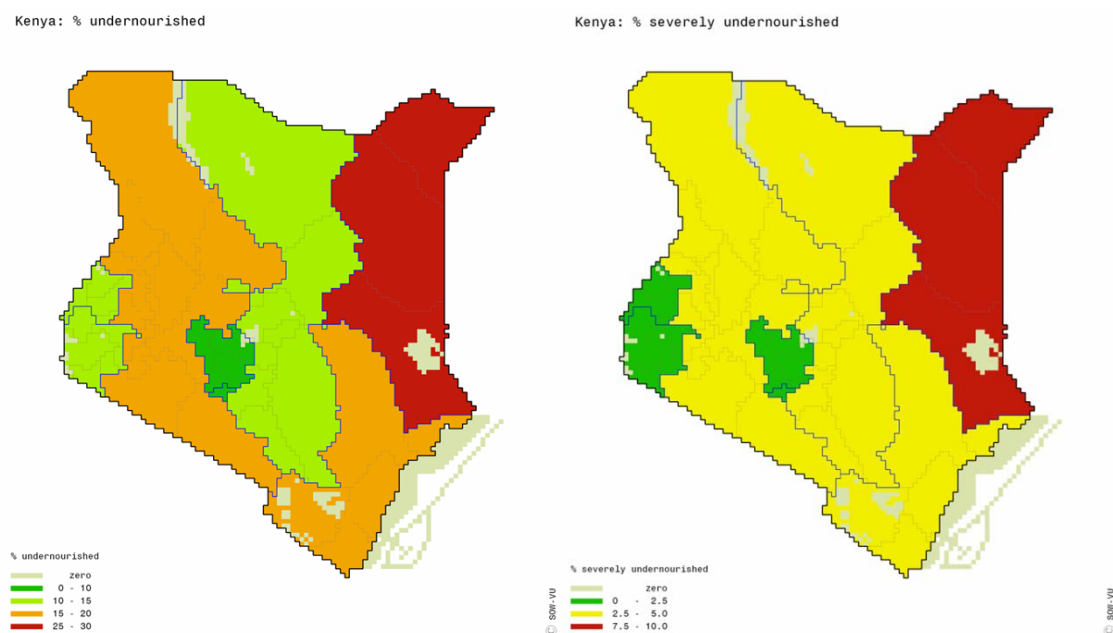 Kenya: % undernourished
Kenya: % severely undernourished
% undernourished
zero
0 - 10
10 - 15
15 - 20
25 - 30
© SOW-VU
% severely undernourished
zero
0 - 2.5
2.5 - 5.0
7.5 - 10.0
© SOW-VU